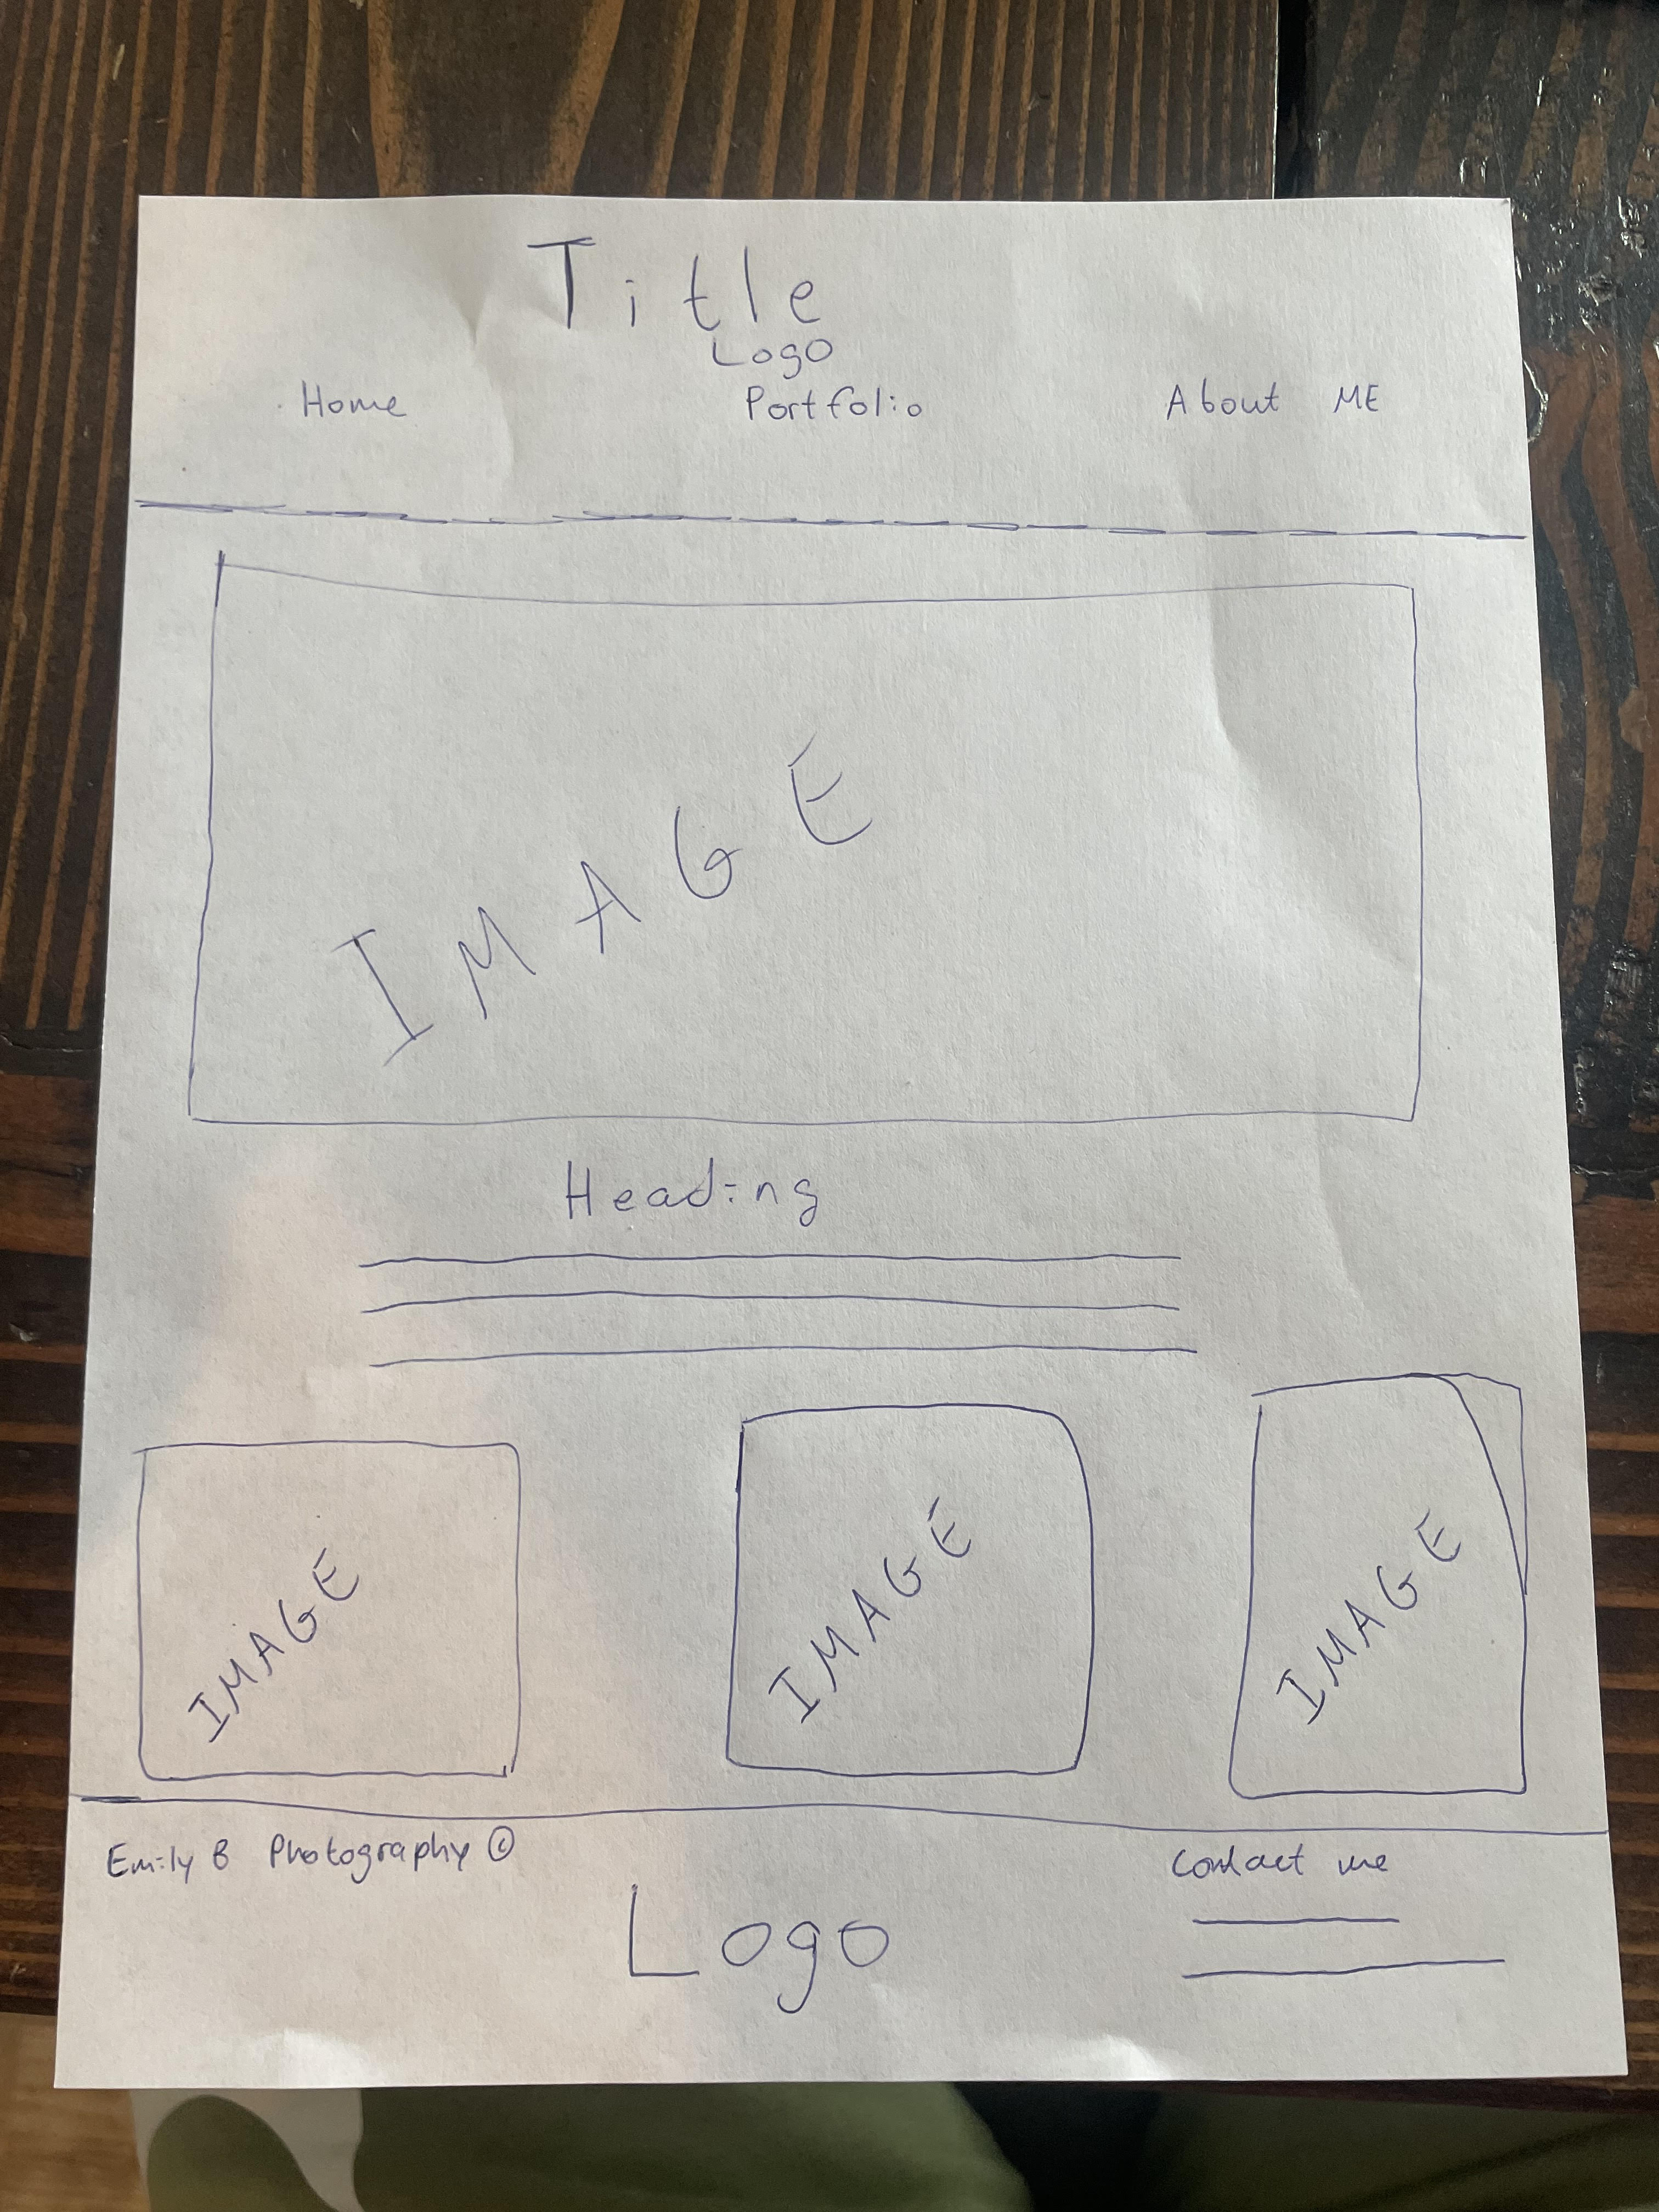 Title
Logo
Home Portfolio About ME
IMAGE
Heading
IMAGE IMAGE IMAGE
Emily B Photography © Contact me
Logo